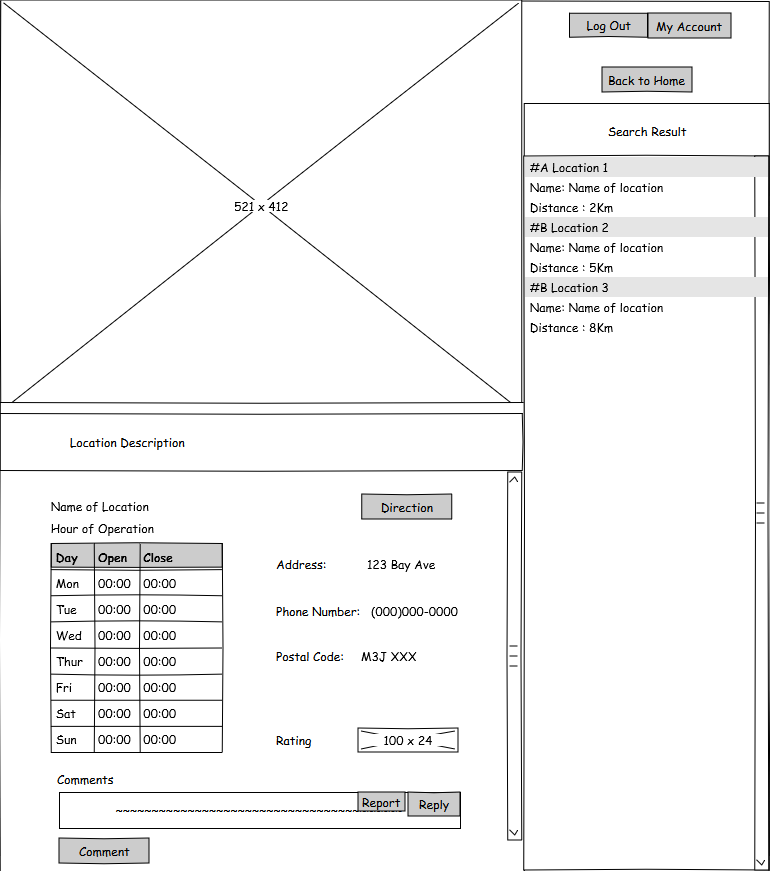 Log Out My Account
Back to Home
Search Result
#A Location 1
Name: Name of location
Distance : 2Km
#B Location 2
Name: Name of location
Distance : 5Km
#B Location 3
Name: Name of location
Distance : 8Km
521 x 412
Location Description
Name of Location
Direction
Hour of Operation
Day Open Close
Mon 00:00 00:00
Tue 00:00 00:00
Wed 00:00 00:00
Thur 00:00 00:00
Fri 00:00 00:00
Sat 00:00 00:00
Sun 00:00 00:00
Address: 123 Bay Ave
Phone Number: (000)000-0000
Postal Code: M3J XXX
Rating 100 x 24
Comments
Report Reply
Comment